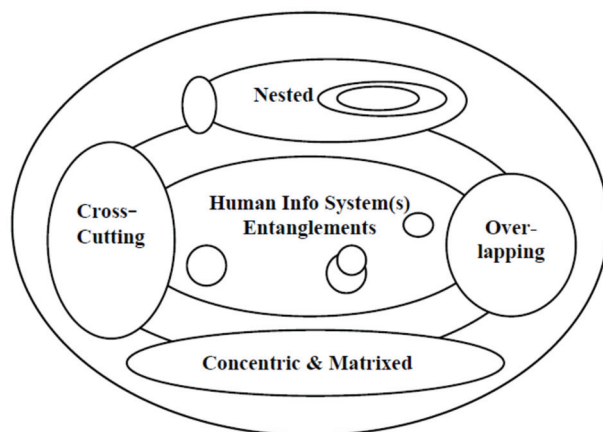 Nested
Cross-
Cutting
Human Info System(s)
Entanglements
Over-
lapping
Concentric & Matrixed